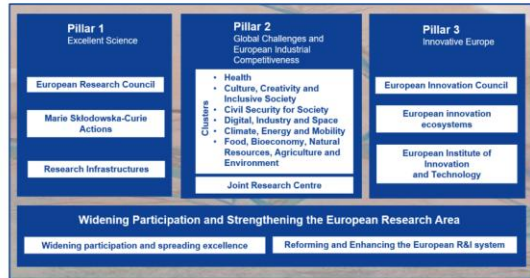 Pillar 1
Excellent Science
European Research Council
Marie Skłodowska-Curie
Actions
Research Infrastructures
Pillar 2
Global Challenges and
European Industrial
Competitiveness
Clusters
• Health
• Culture, Creativity and
Inclusive Society
• Civil Security for Society
• Digital, Industry and Space
• Climate, Energy and Mobility
• Food, Bioeconomy, Natural
Resources, Agriculture and
Environment
Joint Research Centre
Pillar 3
Innovative Europe
European Innovation Council
European innovation
ecosystems
European Institute of
Innovation
and Technology
Widening Participation and Strengthening the European Research Area
Widening participation and spreading excellence
Reforming and Enhancing the European R&I system